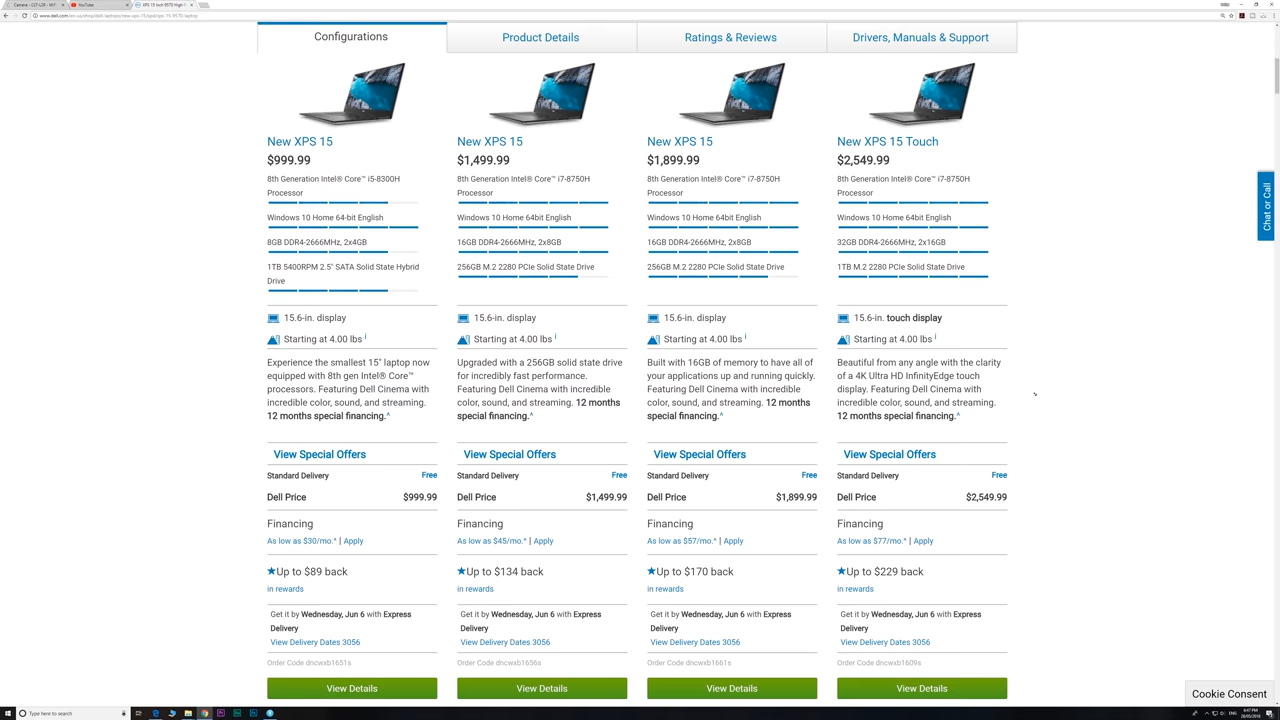 YouTube
XPS 15 Inch 9570 High
Configurations
Product Details
Ratings & Reviews
Drivers, Manuals & Support
New XPS 15
$999.99
8th Generation Intel® Core™ i5-8300H
Processor
Windows 10 Home 64-bit English
8GB DDR4-2666MHz, 2x4GB
1TB 5400RPM 2.5" SATA Solid State Hybrid
Drive
15.6-in. display
Starting at 4.00 lbs i
Experience the smallest 15" laptop now
equipped with 8th gen Intel® Core™
processors. Featuring Dell Cinema with
incredible color, sound, and streaming.
12 months special financing.^
View Special Offers
Standard Delivery Free
Dell Price $999.99
Financing
As low as $30/mo.^ | Apply
Up to $89 back
in rewards
Get it by Wednesday, Jun 6 with Express
Delivery
View Delivery Dates 3056
Order Code dncwxb1651s
View Details
New XPS 15
$1,499.99
8th Generation Intel® Core™ i7-8750H
Processor
Windows 10 Home 64bit English
16GB DDR4-2666MHz, 2x8GB
256GB M.2 2280 PCIe Solid State Drive
15.6-in. display
Starting at 4.00 lbs i
Upgraded with a 256GB solid state drive
for incredibly fast performance.
Featuring Dell Cinema with incredible
color, sound, and streaming. 12 months
special financing.^
View Special Offers
Standard Delivery Free
Dell Price $1,499.99
Financing
As low as $45/mo.^ | Apply
Up to $134 back
in rewards
Get it by Wednesday, Jun 6 with Express
Delivery
View Delivery Dates 3056
Order Code dncwxb1656s
View Details
New XPS 15
$1,899.99
8th Generation Intel® Core™ i7-8750H
Processor
Windows 10 Home 64bit English
16GB DDR4-2666MHz, 2x8GB
256GB M.2 2280 PCIe Solid State Drive
15.6-in. display
Starting at 4.00 lbs i
Built with 16GB of memory to have all of
your applications up and running quickly.
Featuring Dell Cinema with incredible
color, sound, and streaming. 12 months
special financing.^
View Special Offers
Standard Delivery Free
Dell Price $1,899.99
Financing
As low as $57/mo.^ | Apply
Up to $170 back
in rewards
Get it by Wednesday, Jun 6 with Express
Delivery
View Delivery Dates 3056
Order Code dncwxb1661s
View Details
New XPS 15 Touch
$2,549.99
8th Generation Intel® Core™ i7-8750H
Processor
Windows 10 Home 64bit English
32GB DDR4-2666MHz, 2x16GB
1TB M.2 2280 PCIe Solid State Drive
15.6-in. touch display
Starting at 4.00 lbs i
Beautiful from any angle with the clarity
of a 4K Ultra HD InfinityEdge touch
display. Featuring Dell Cinema with
incredible color, sound, and streaming.
12 months special financing.^
View Special Offers
Standard Delivery Free
Dell Price $2,549.99
Financing
As low as $77/mo.^ | Apply
Up to $229 back
in rewards
Get it by Wednesday, Jun 6 with Express
Delivery
View Delivery Dates 3056
Order Code dncwxb1609s
View Details
Chat or Call
Cookie Consent
Type here to search
ENG
6:47 PM
28/05/2018